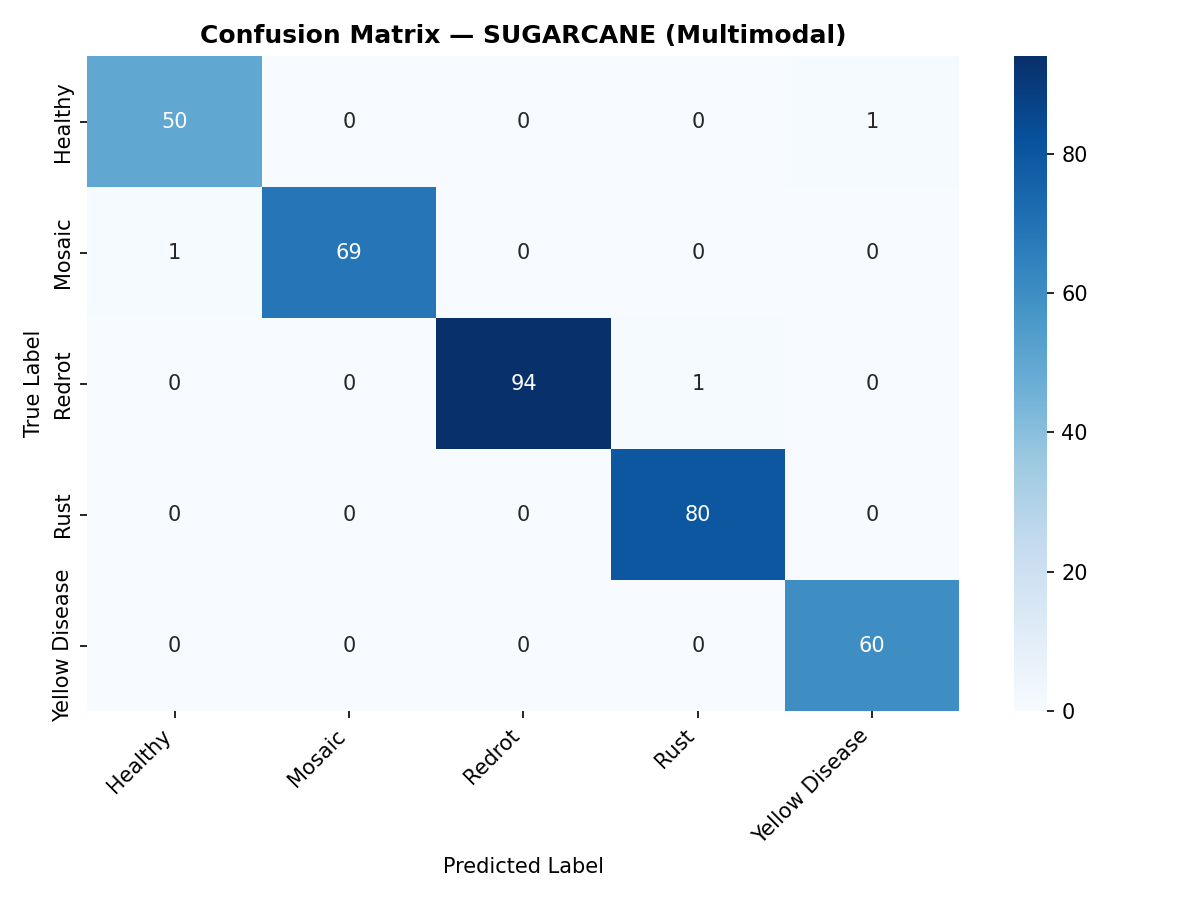 Confusion Matrix — SUGARCANE (Multimodal)
True Label
Healthy 50 0 0 0 1
Mosaic 1 69 0 0 0
Redrot 0 0 94 1 0
Rust 0 0 0 80 0
Yellow Disease 0 0 0 0 60
Healthy Mosaic Redrot Rust Yellow Disease
Predicted Label
80
60
40
20
0